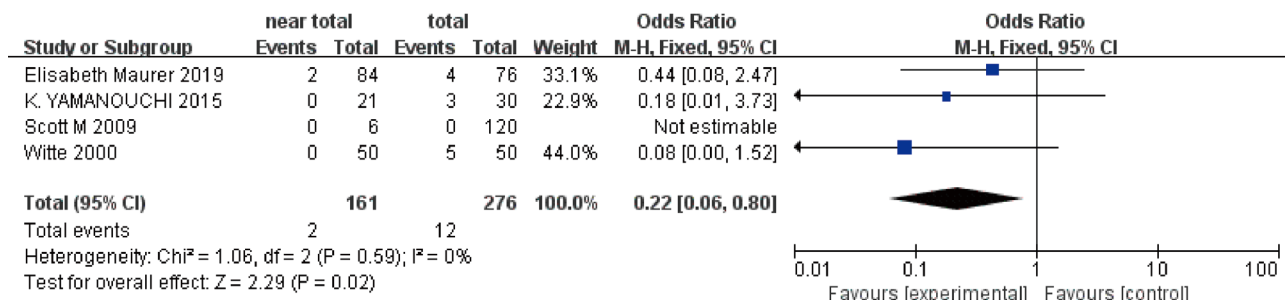 near total total Odds Ratio Odds Ratio
Study or Subgroup Events Total Events Total Weight M-H, Fixed, 95% CI M-H, Fixed, 95% CI
Elisabeth Maurer 2019 2 84 4 76 33.1% 0.44 [0.08, 2.47]
K. YAMANOUCHI 2015 0 21 3 30 22.9% 0.18 [0.01, 3.73]
Scott M 2009 0 6 0 120 Not estimable
Witte 2000 0 50 5 50 44.0% 0.08 [0.00, 1.52]
Total (95% CI) 161 276 100.0% 0.22 [0.06, 0.80]
Total events 2 12
Heterogeneity: Chi² = 1.06, df = 2 (P = 0.59); I² = 0%
Test for overall effect: Z = 2.29 (P = 0.02)
0.01 0.1 1 10 100
Favours [experimental] Favours [control]